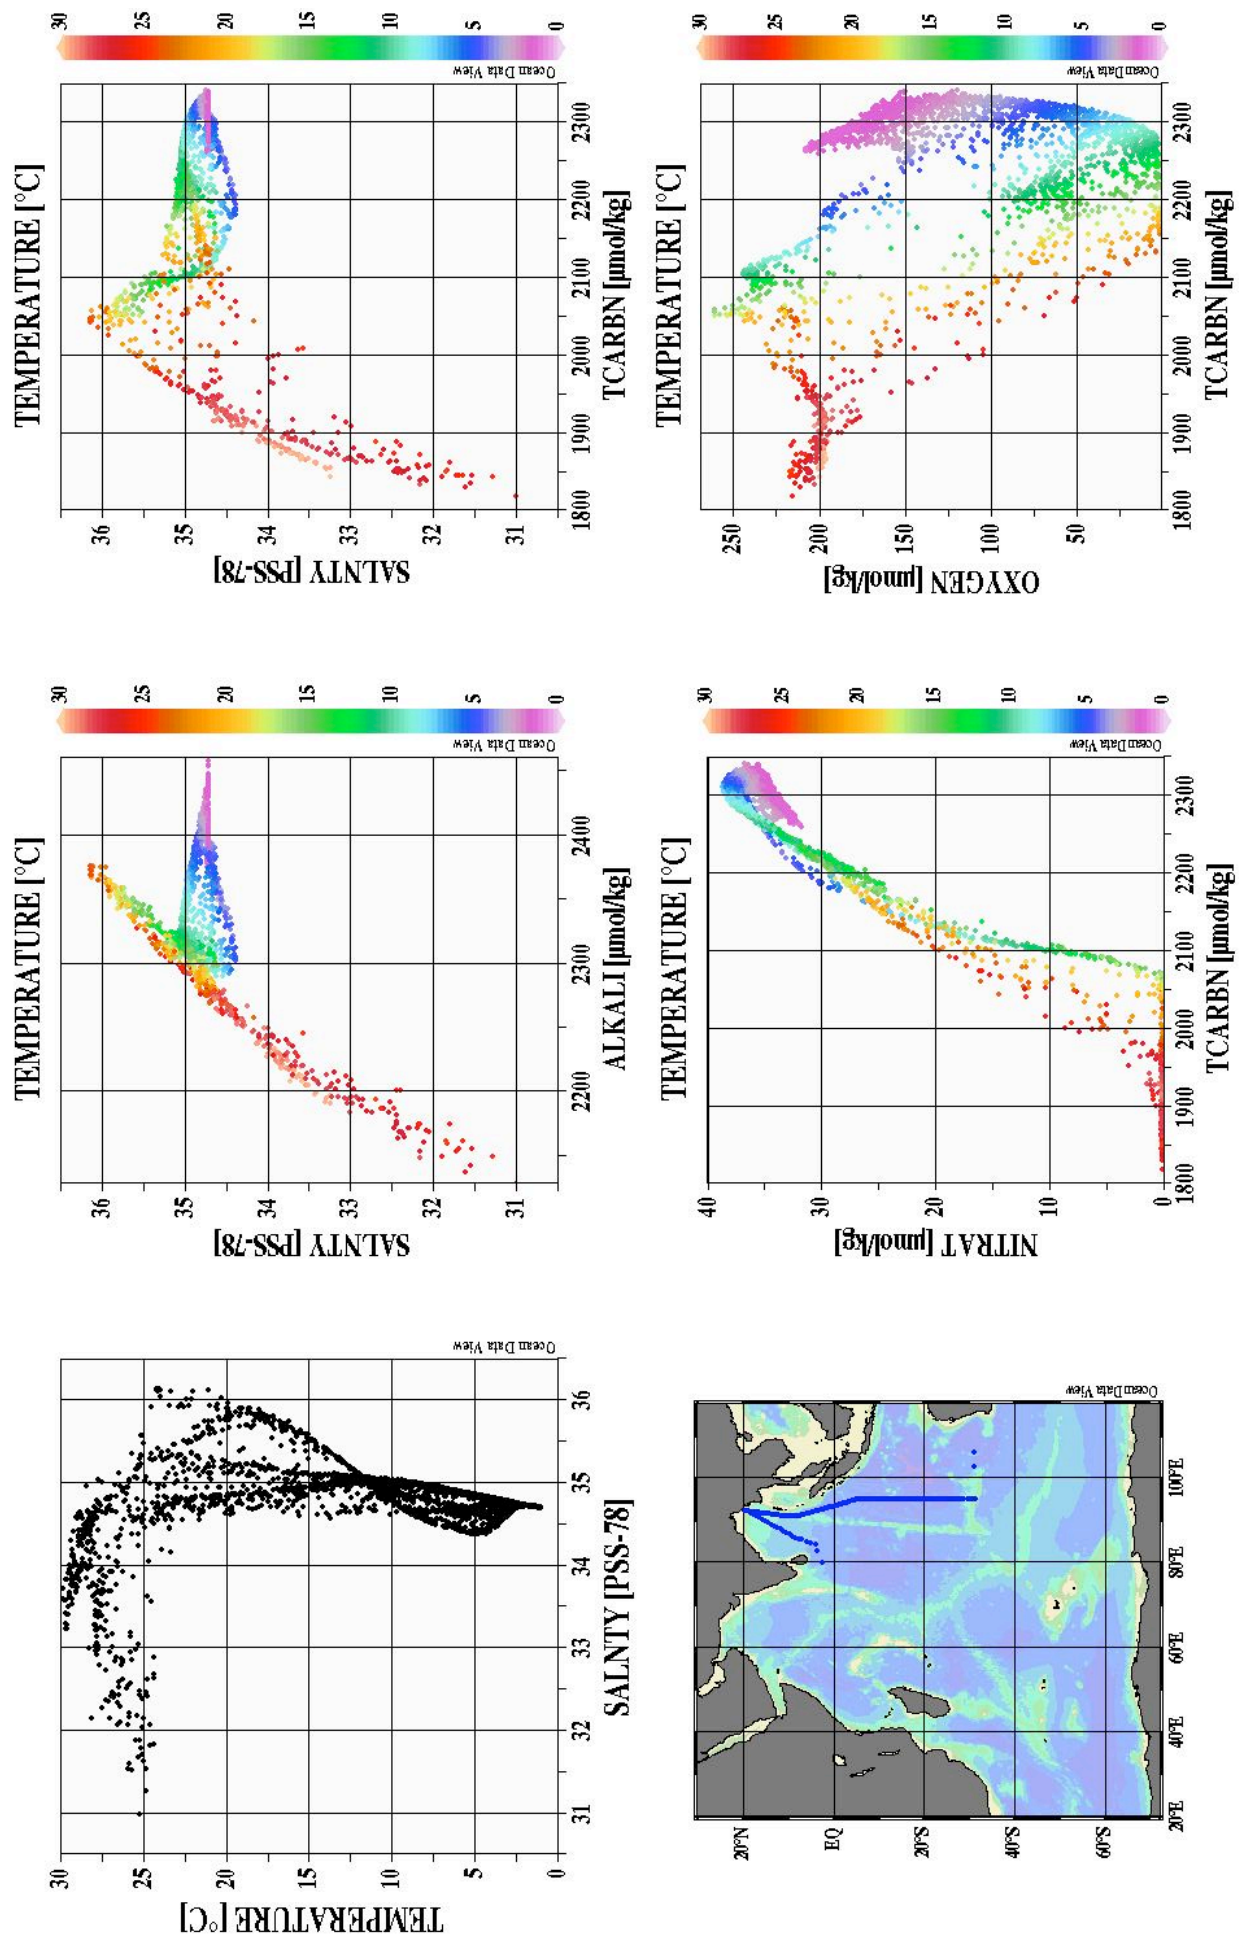 TEMPERATURE [°C]
30
25
20
15
10
5
0
31
32
33
34
35
36
SALNTY [PSS-78]
Ocean Data View
TEMPERATURE [°C]
SALNTY [PSS-78]
36
35
34
33
32
31
2200
2300
2400
ALKALI [µmol/kg]
30
25
20
15
10
5
0
Ocean Data View
TEMPERATURE [°C]
SALNTY [PSS-78]
36
35
34
33
32
31
1800
1900
2000
2100
2200
2300
TCARBN [µmol/kg]
30
25
20
15
10
5
0
Ocean Data View
20°N
EQ
20°S
40°S
60°S
20°E
40°E
60°E
80°E
100°E
Ocean Data View
TEMPERATURE [°C]
NITRAT [µmol/kg]
40
30
20
10
0
1800
1900
2000
2100
2200
2300
TCARBN [µmol/kg]
30
25
20
15
10
5
0
Ocean Data View
TEMPERATURE [°C]
OXYGEN [µmol/kg]
250
200
150
100
50
1800
1900
2000
2100
2200
2300
TCARBN [µmol/kg]
30
25
20
15
10
5
0
Ocean Data View